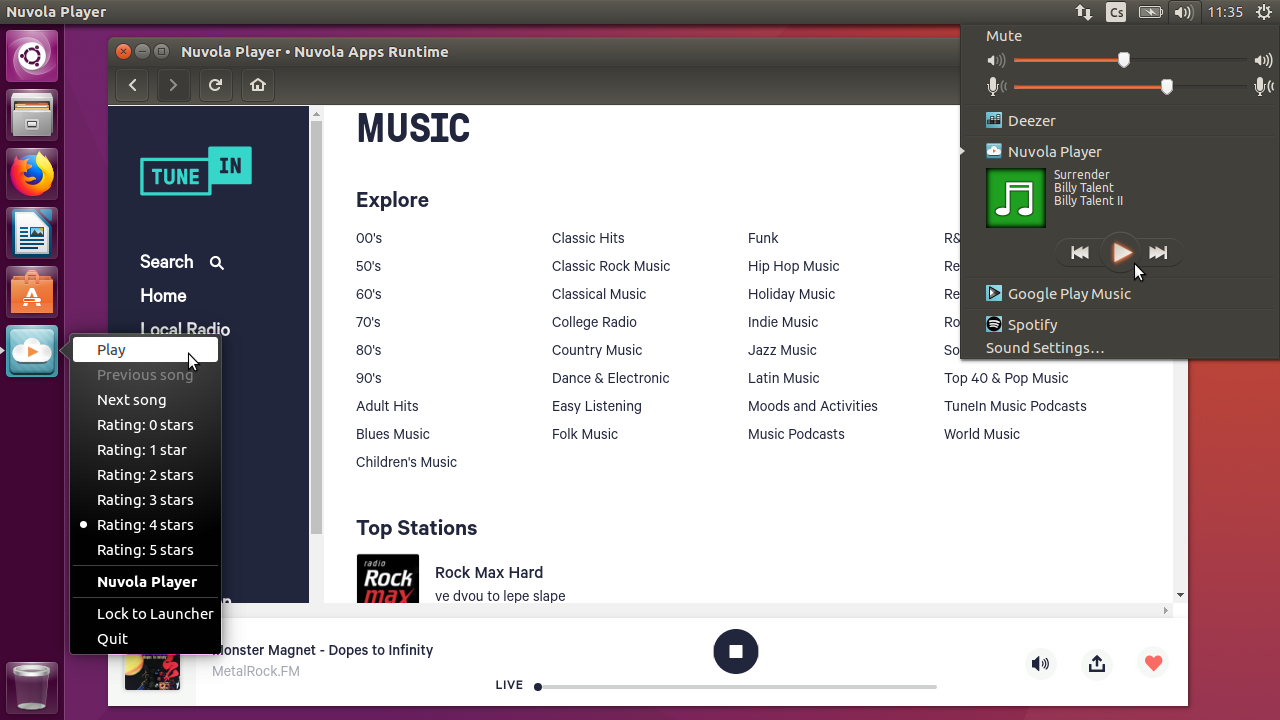 Nuvola Player
Cs
11:35
Nuvola Player • Nuvola Apps Runtime
Mute
Deezer
Nuvola Player
Surrender
Billy Talent
Billy Talent II
Google Play Music
Spotify
Sound Settings…
TUNE IN
Search
Home
Local Radio
MUSIC
Explore
00's Classic Hits Funk
50's Classic Rock Music Hip Hop Music
60's Classical Music Holiday Music
70's College Radio Indie Music
80's Country Music Jazz Music
90's Dance & Electronic Latin Music Top 40 & Pop Music
Adult Hits Easy Listening Moods and Activities TuneIn Music Podcasts
Blues Music Folk Music Music Podcasts World Music
Children's Music
Top Stations
radio
Rock
max
Rock Max Hard
ve dvou to lepe slape
Play
Previous song
Next song
Rating: 0 stars
Rating: 1 star
Rating: 2 stars
Rating: 3 stars
Rating: 4 stars
Rating: 5 stars
Nuvola Player
Lock to Launcher
Quit
Monster Magnet - Dopes to Infinity
MetalRock.FM
LIVE